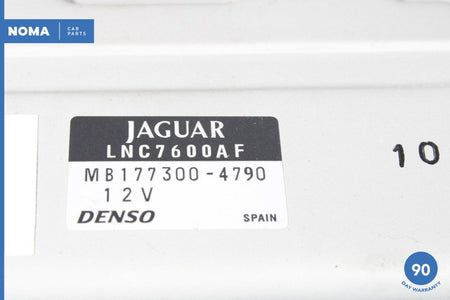 NOMA CAR PARTS
JAGUAR
LNC7600AF
MB177300-4790
12V
DENSO SPAIN
10
90
DAY WARRANTY